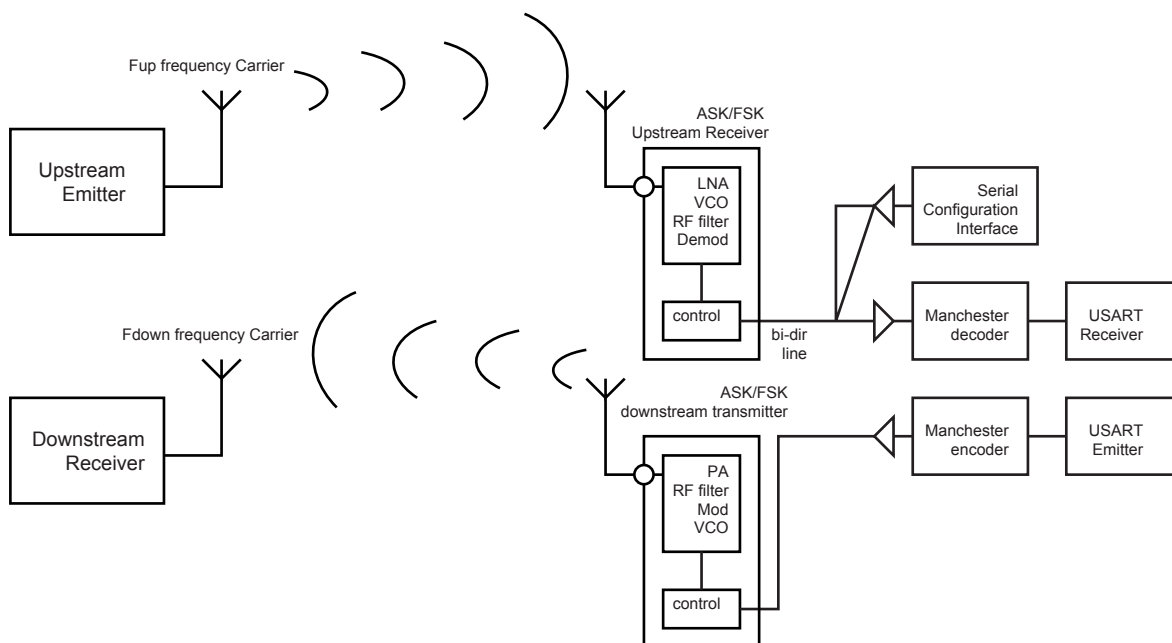 Fup frequency Carrier
Upstream
Emitter
ASK/FSK
Upstream Receiver
LNA
VCO
RF filter
Demod
control
bi-dir
line
Serial
Configuration
Interface
Manchester
decoder
USART
Receiver
Fdown frequency Carrier
Downstream
Receiver
ASK/FSK
downstream transmitter
PA
RF filter
Mod
VCO
control
Manchester
encoder
USART
Emitter